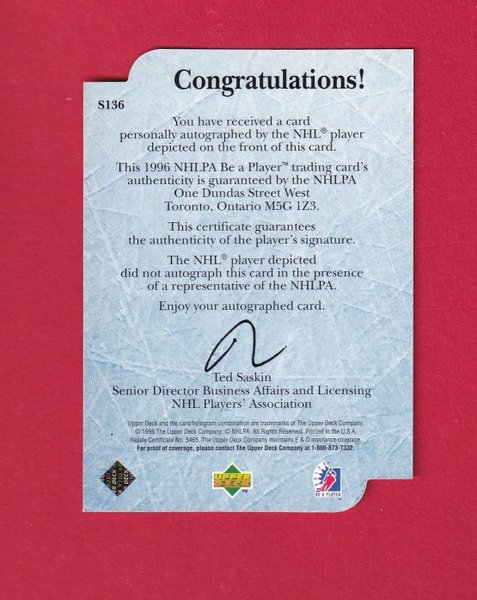 Congratulations!
S136
You have received a card
personally autographed by the NHL® player
depicted on the front of this card.
This 1996 NHLPA Be a Player™ trading card's
authenticity is guaranteed by the NHLPA
One Dundas Street West
Toronto, Ontario M5G 1Z3.
This certificate guarantees
the authenticity of the player's signature.
The NHL® player depicted
did not autograph this card in the presence
of a representative of the NHLPA.
Enjoy your autographed card.
Ted Saskin
Senior Director Business Affairs and Licensing
NHL Players' Association
Upper Deck and the card/hologram combination are trademarks of The Upper Deck Company.
© 1996 The Upper Deck Company. © NHLPA. All Rights Reserved. Printed in the U.S.A.
Resale Certificate No. 5465. The Upper Deck Company maintains E & O insurance coverage.
For proof of coverage, please contact The Upper Deck Company at 1-800-873-7332.
UPPER
DECK
™
BE A PLAYER